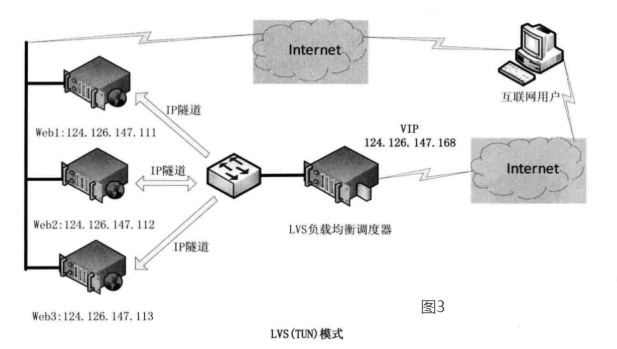 Internet
互联网用户
IP隧道
Web1:124.126.147.111
VIP
124.126.147.168
IP隧道
Internet
Web2:124.126.147.112
LVS负载均衡调度器
IP隧道
图3
Web3:124.126.147.113
LVS(TUN)模式